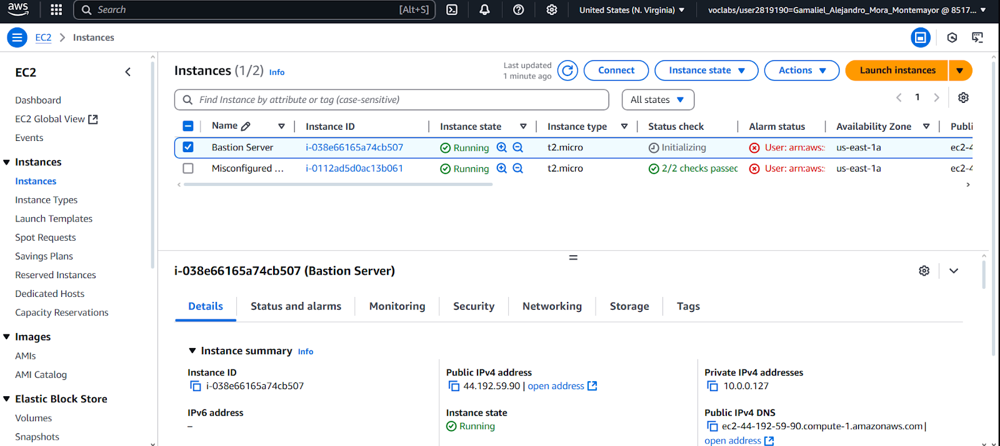 aws Search [Alt+S] United States (N. Virginia) voclabs/user2819190=Gamaliel_Alejandro_Mora_Montemayor @ 8517...
EC2 Instances
EC2
Dashboard
EC2 Global View
Events
Instances
Instances
Instance Types
Launch Templates
Spot Requests
Savings Plans
Reserved Instances
Dedicated Hosts
Capacity Reservations
Images
AMIs
AMI Catalog
Elastic Block Store
Volumes
Snapshots
Instances (1/2) Info
Last updated
1 minute ago
Connect Instance state Actions Launch instances
Find Instance by attribute or tag (case-sensitive) All states 1
Name Instance ID Instance state Instance type Status check Alarm status Availability Zone Publi
Bastion Server i-038e66165a74cb507 Running t2.micro Initializing User: arn:aws: us-east-1a ec2-4
Misconfigured ... i-0112ad5d0ac13b061 Running t2.micro 2/2 checks passec User: arn:aws: us-east-1a ec2-4
i-038e66165a74cb507 (Bastion Server)
Details Status and alarms Monitoring Security Networking Storage Tags
Instance summary Info
Instance ID
i-038e66165a74cb507
Public IPv4 address
44.192.59.90 | open address
Private IPv4 addresses
10.0.0.127
IPv6 address
–
Instance state
Running
Public IPv4 DNS
ec2-44-192-59-90.compute-1.amazonaws.com |
open address